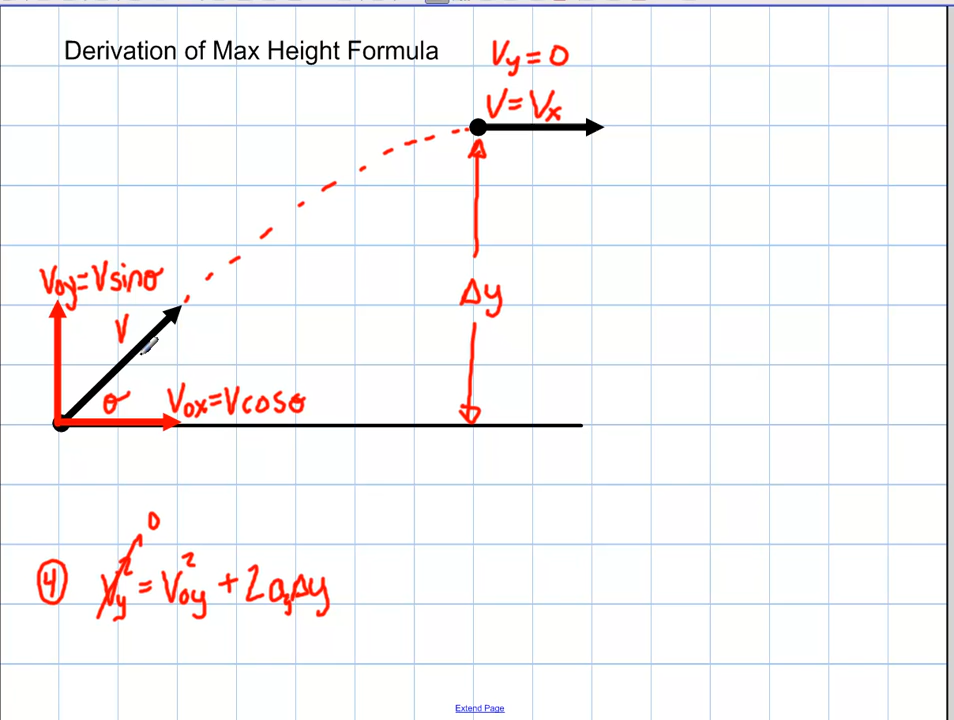 Derivation of Max Height Formula
Vy = 0
V = Vx
Voy = Vsinθ
V
Δy
θ
Vox = Vcosθ
0
④ Vy² = Voy² + 2ayΔy
Extend Page